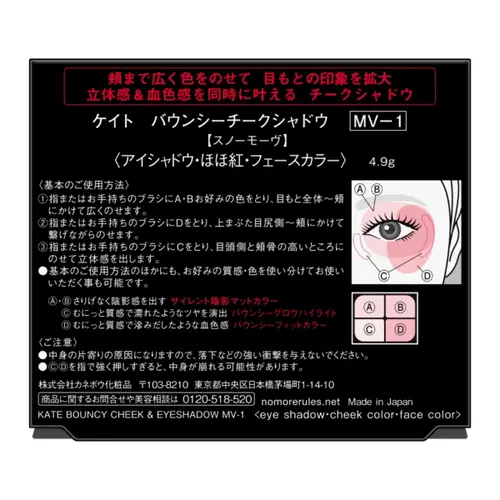 頬まで広く色をのせて 目もとの印象を拡大
立体感＆血色感を同時に叶える チークシャドウ
ケイト バウンシーチークシャドウ MV−1
【スノーモーヴ】
〈アイシャドウ・ほほ紅・フェースカラー〉 4.9g
〈基本のご使用方法〉
①指またはお手持ちのブラシにA・Bお好みの色をとり、目もと全体〜頬
にかけて広くのせます。
②指またはお手持ちのブラシにDをとり、上まぶた目尻側〜頬にかけて
繋げながらのせます。
③指またはお手持ちのブラシにCをとり、目頭側と頬骨の高いところに
のせて立体感を出します。
●基本のご使用方法のほかにも、お好みの質感・色を使い分けてお使い
いただく事も可能です。
Ⓐ・Ⓑさりげなく陰影感を出す サイレント陰影マットカラー
Ⓒむにっと質感で濡れたようなツヤを演出 バウンシーグロウハイライト
Ⓓむにっと質感で滲みだしたような血色感 バウンシーフィットカラー
Ⓐ Ⓑ
Ⓒ Ⓓ
Ⓐ Ⓑ
Ⓒ Ⓓ
〈ご注意〉
●中身の片寄りの原因になりますので、落下などの強い衝撃を与えないでください。
●ⒸⒹを指で強く押しすぎると、中身が崩れる可能性があります。
株式会社カネボウ化粧品 〒103-8210 東京都中央区日本橋茅場町1-14-10
商品に関するお問合せや美容相談は 0120-518-520 nomorerules.net Made in Japan
KATE BOUNCY CHEEK & EYESHADOW MV-1 <eye shadow・cheek color・face color>